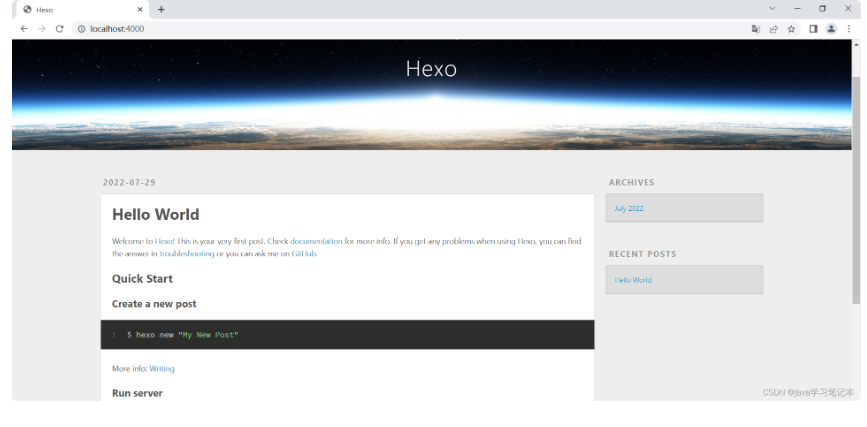 Hexo
localhost:4000
Hexo
2022-07-29
Hello World
Welcome to Hexo! This is your very first post. Check documentation for more info. If you get any problems when using Hexo, you can find
the answer in troubleshooting or you can ask me on GitHub.
Quick Start
Create a new post
1 $ hexo new "My New Post"
More info: Writing
Run server
ARCHIVES
July 2022
RECENT POSTS
Hello World
CSDN @java学习笔记本